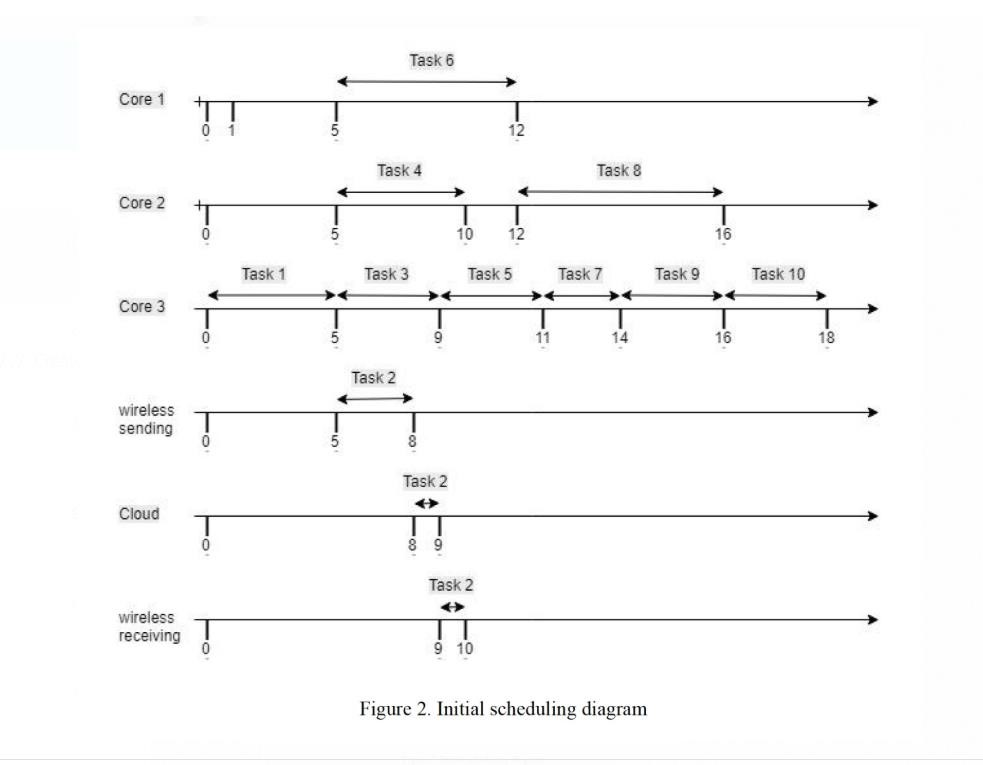 Task 6
Core 1
0 1 5 12
Task 4 Task 8
Core 2
0 5 10 12 16
Task 1 Task 3 Task 5 Task 7 Task 9 Task 10
Core 3
0 5 9 11 14 16 18
Task 2
wireless
sending
0 5 8
Task 2
Cloud
0 8 9
Task 2
wireless
receiving
0 9 10
Figure 2. Initial scheduling diagram